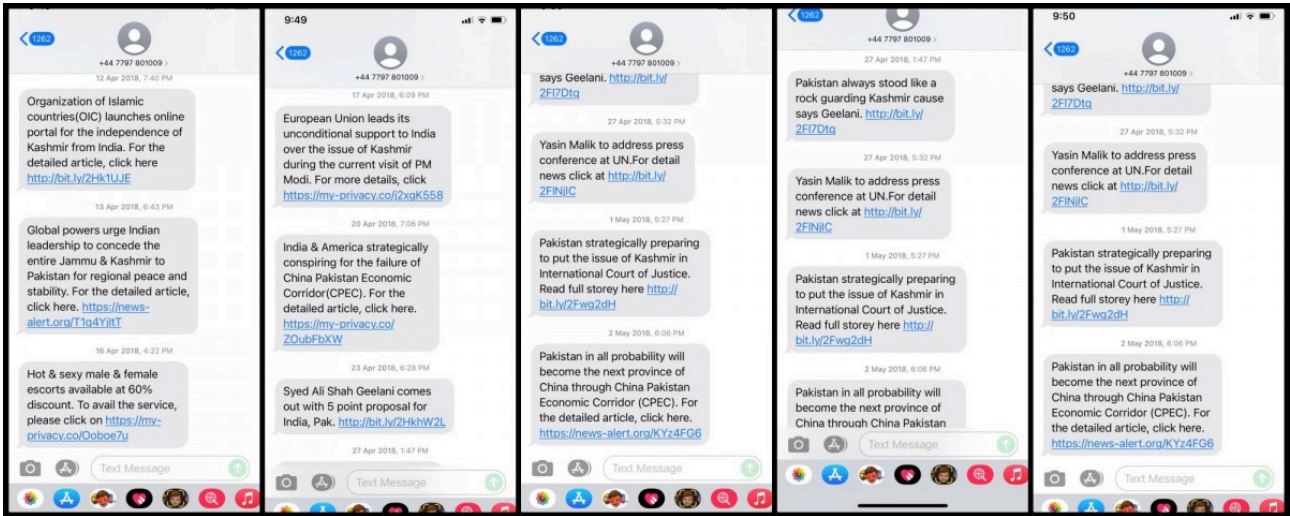 1262
+44 7797 801009 >
12 Apr 2018, 7:40 PM
Organization of Islamic
countries(OIC) launches online
portal for the independence of
Kashmir from India. For the
detailed article, click here
http://bit.ly/2Hk1UJE
13 Apr 2018, 6:43 PM
Global powers urge Indian
leadership to concede the
entire Jammu & Kashmir to
Pakistan for regional peace and
stability. For the detailed article,
click here. https://news-
alert.org/T1q4YjltT
16 Apr 2018, 4:22 PM
Hot & sexy male & female
escorts available at 60%
discount. To avail the service,
please click on https://my-
privacy.co/Ooboe7u
Text Message
9:49
1262
+44 7797 801009 >
17 Apr 2018, 6:09 PM
European Union leads its
unconditional support to India
over the issue of Kashmir
during the current visit of PM
Modi. For more details, click
https://my-privacy.co/j2xgK558
20 Apr 2018, 7:06 PM
India & America strategically
conspiring for the failure of
China Pakistan Economic
Corridor(CPEC). For the
detailed article, click here.
https://my-privacy.co/
ZOubFbXW
23 Apr 2018, 6:28 PM
Syed Ali Shah Geelani comes
out with 5 point proposal for
India, Pak. http://bit.ly/2HkhW2L
27 Apr 2018, 1:47 PM
Text Message
1262
+44 7797 801009 >
says Geelani. http://bit.ly/
2FI7Dtq
27 Apr 2018, 5:32 PM
Yasin Malik to address press
conference at UN.For detail
news click at http://bit.ly/
2FINjIC
1 May 2018, 5:27 PM
Pakistan strategically preparing
to put the issue of Kashmir in
International Court of Justice.
Read full storey here http://
bit.ly/2Fwg2dH
2 May 2018, 6:06 PM
Pakistan in all probability will
become the next province of
China through China Pakistan
Economic Corridor (CPEC). For
the detailed article, click here.
https://news-alert.org/KYz4FG6
Text Message
1262
+44 7797 801009 >
27 Apr 2018, 1:47 PM
Pakistan always stood like a
rock guarding Kashmir cause
says Geelani. http://bit.ly/
2FI7Dtq
27 Apr 2018, 5:32 PM
Yasin Malik to address press
conference at UN.For detail
news click at http://bit.ly/
2FINjIC
1 May 2018, 5:27 PM
Pakistan strategically preparing
to put the issue of Kashmir in
International Court of Justice.
Read full storey here http://
bit.ly/2Fwg2dH
2 May 2018, 6:06 PM
Pakistan in all probability will
become the next province of
China through China Pakistan
Text Message
9:50
1262
+44 7797 801009 >
says Geelani. http://bit.ly/
2FI7Dtq
27 Apr 2018, 5:32 PM
Yasin Malik to address press
conference at UN.For detail
news click at http://bit.ly/
2FINjIC
1 May 2018, 5:27 PM
Pakistan strategically preparing
to put the issue of Kashmir in
International Court of Justice.
Read full storey here http://
bit.ly/2Fwg2dH
2 May 2018, 6:06 PM
Pakistan in all probability will
become the next province of
China through China Pakistan
Economic Corridor (CPEC). For
the detailed article, click here.
https://news-alert.org/KYz4FG6
Text Message